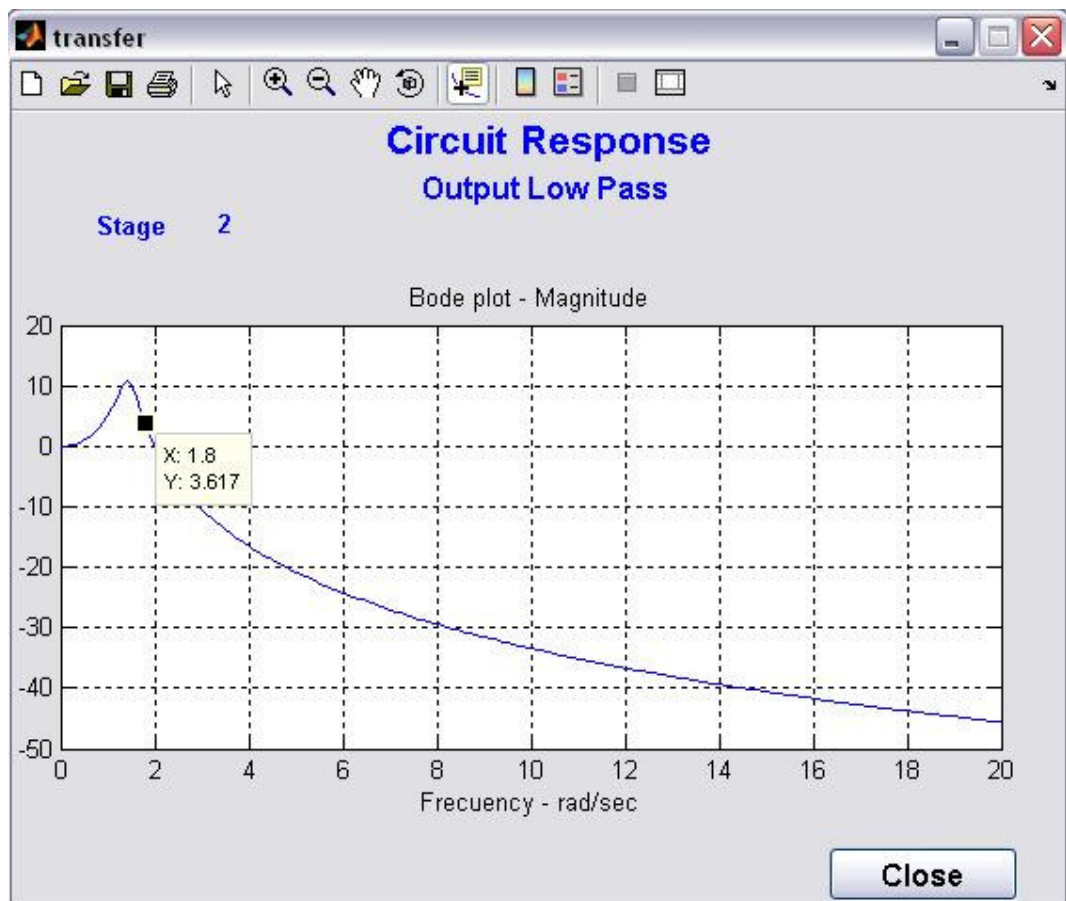 transfer
Circuit Response
Output Low Pass
Stage 2
Bode plot - Magnitude
20
10
0
-10
-20
-30
-40
-50
X: 1.8
Y: 3.617
0 2 4 6 8 10 12 14 16 18 20
Frecuency - rad/sec
Close